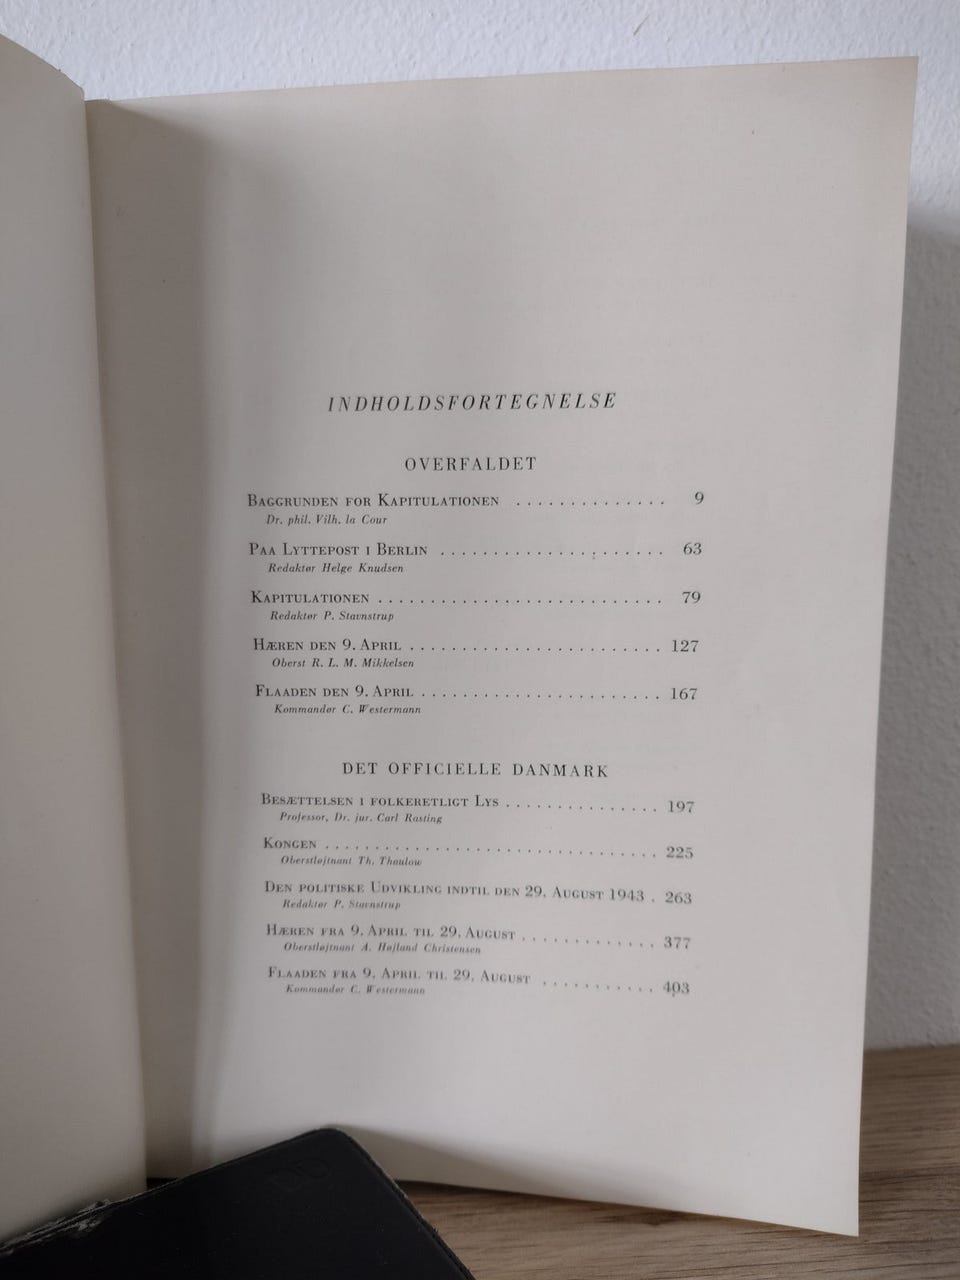 INDHOLDSFORTEGNELSE
OVERFALDET
Baggrunden for Kapitulationen .............. 9
Dr. phil. Vilh. la Cour
Paa Lyttepost i Berlin ..................... 63
Redaktør Helge Knudsen
Kapitulationen ........................... 79
Redaktør P. Stavnstrup
Hæren den 9. April ........................ 127
Oberst R. L. M. Mikkelsen
Flaaden den 9. April ....................... 167
Kommandør C. Westermann
DET OFFICIELLE DANMARK
Besættelsen i folkeretligt Lys ............... 197
Professor, Dr. jur. Carl Rasting
Kongen ................................ 225
Oberstløjtnant Th. Thaulow
Den politiske Udvikling indtil den 29. August 1943 . 263
Redaktør P. Stavnstrup
Hæren fra 9. April til 29. August ............ 377
Oberstløjtnant A. Højland Christensen
Flaaden fra 9. April til 29. August ........... 403
Kommandør C. Westermann